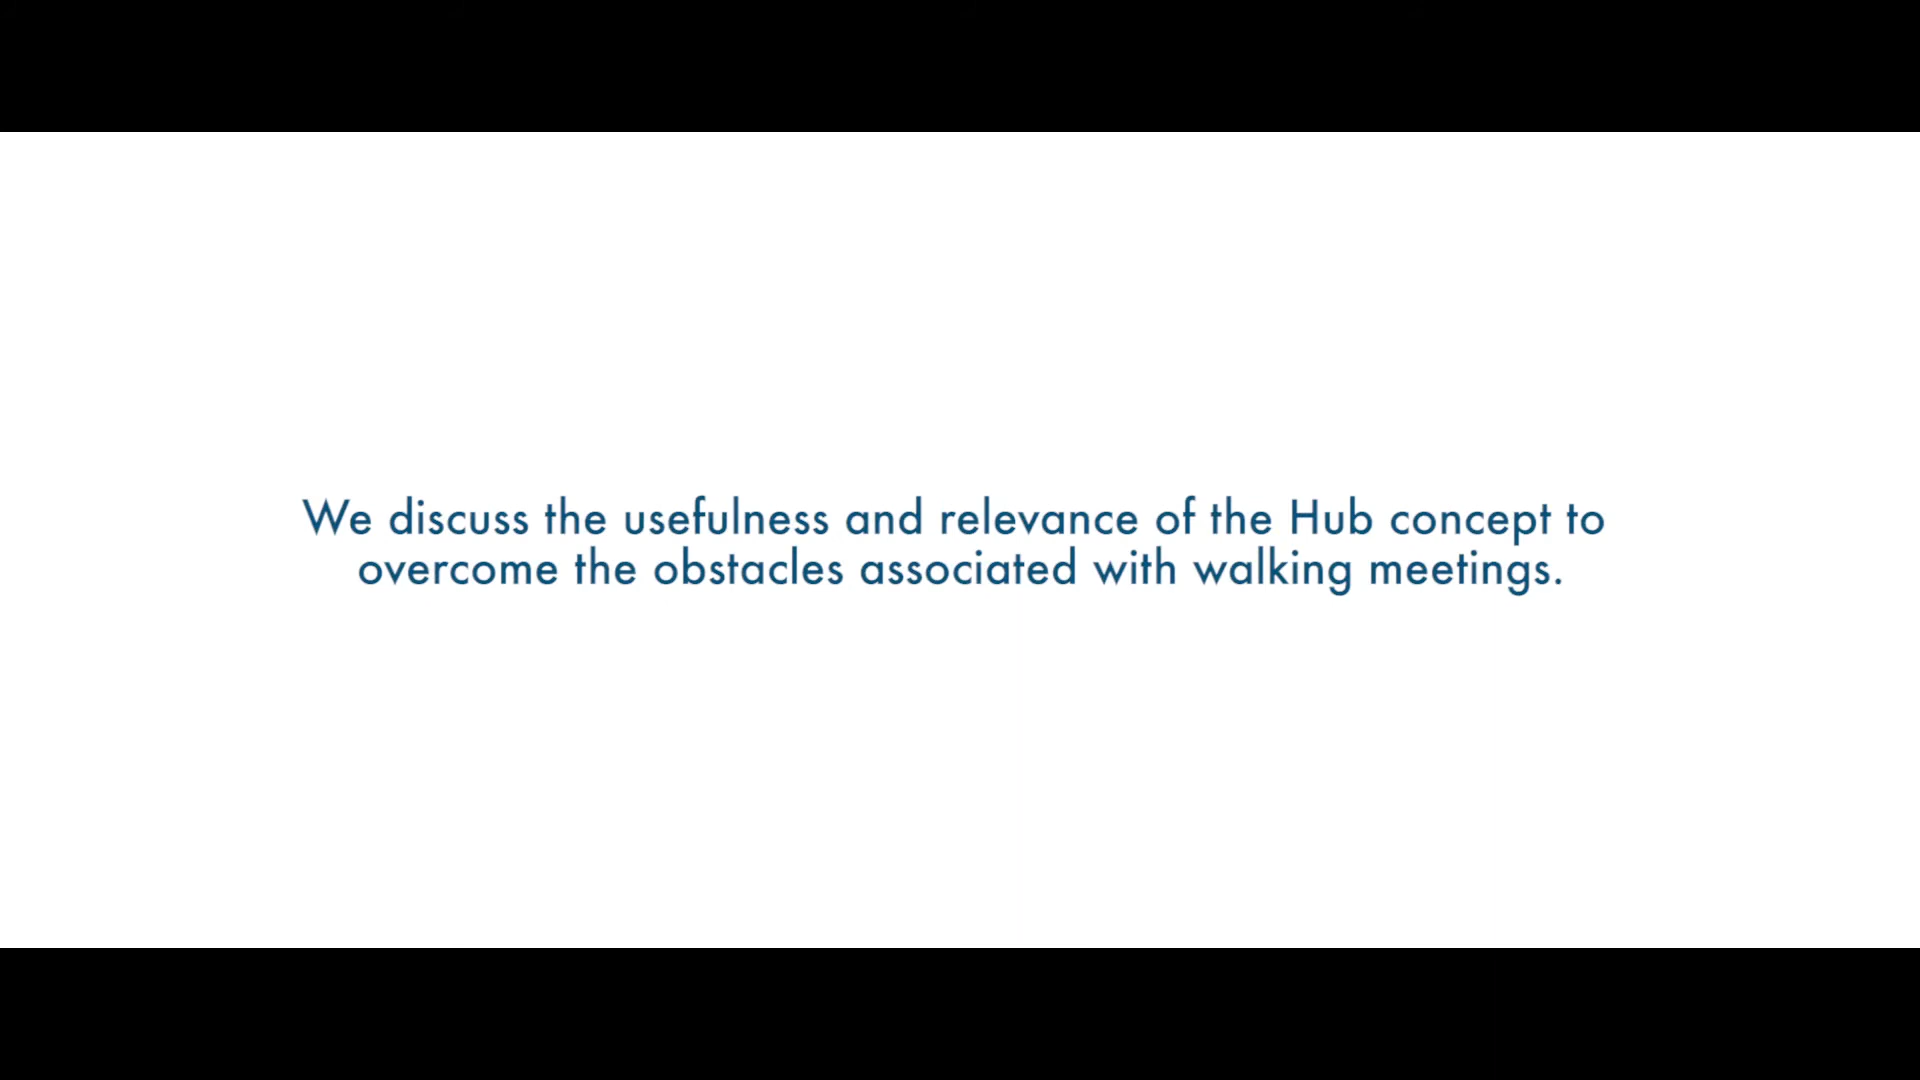 We discuss the usefulness and relevance of the Hub concept to
overcome the obstacles associated with walking meetings.